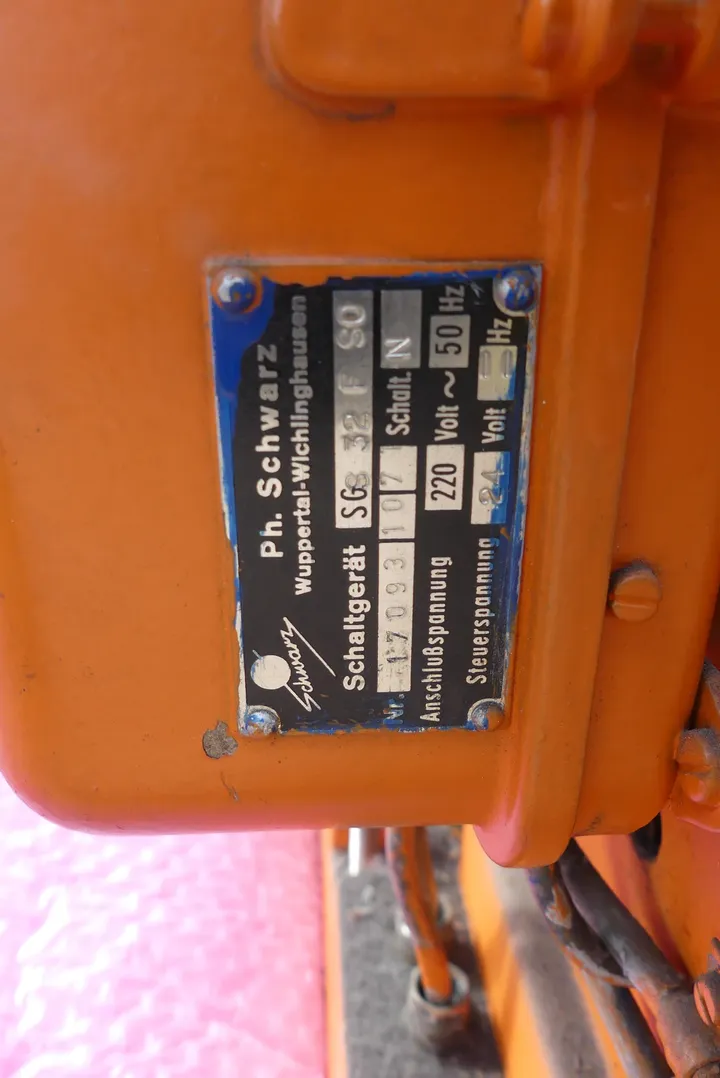 Ph. Schwarz
Wuppertal-Wichlinghausen
Schwarz
Schaltgerät SGs 32 F SO
Nr. 17093 107 Schalt. N
Anschlußspannung 220 Volt ~ 50 Hz
Steuerspannung 24 Volt = Hz